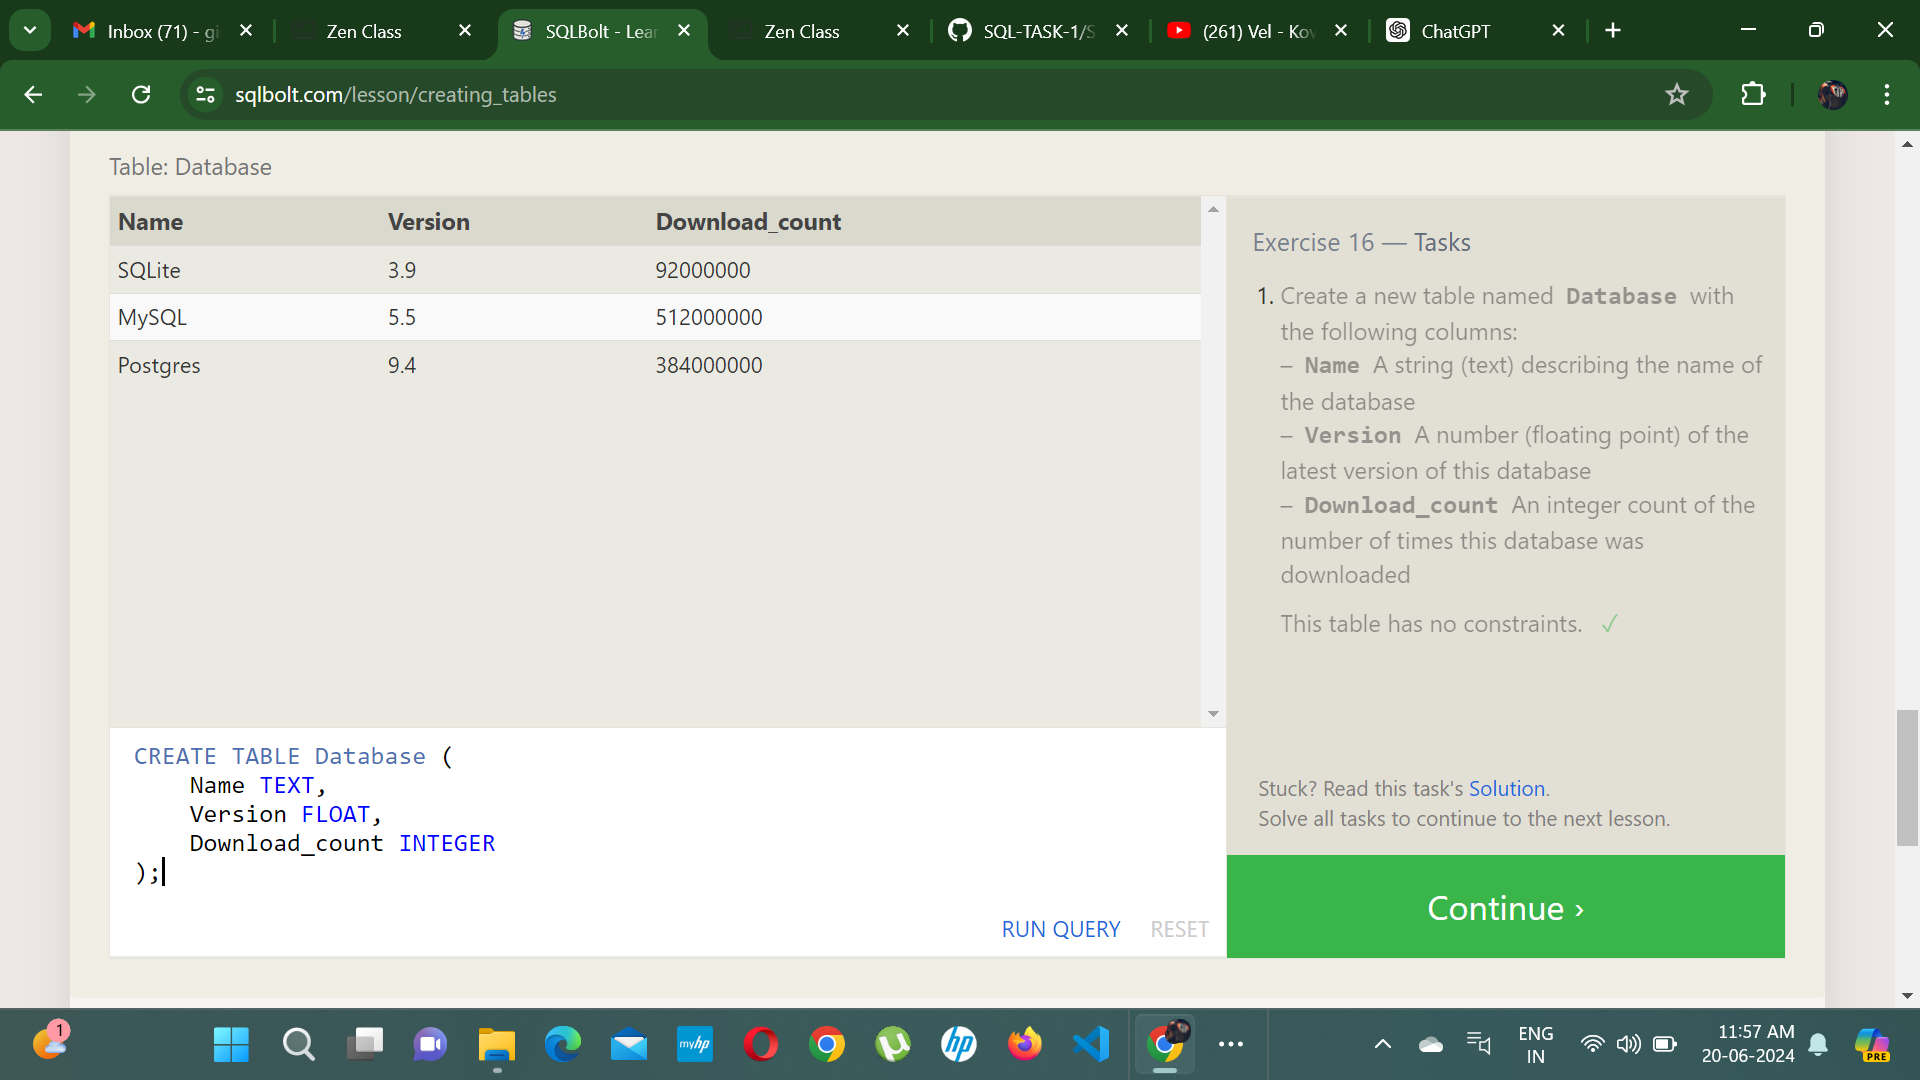 Inbox (71) - gi
Zen Class
SQLBolt - Lear
Zen Class
SQL-TASK-1/S
(261) Vel - Kov
ChatGPT
sqlbolt.com/lesson/creating_tables
Table: Database
Name Version Download_count
SQLite 3.9 92000000
MySQL 5.5 512000000
Postgres 9.4 384000000
Exercise 16 — Tasks
1. Create a new table named Database with
the following columns:
– Name A string (text) describing the name of
the database
– Version A number (floating point) of the
latest version of this database
– Download_count An integer count of the
number of times this database was
downloaded
This table has no constraints. ✓
CREATE TABLE Database (
Name TEXT,
Version FLOAT,
Download_count INTEGER
);
RUN QUERY RESET
Stuck? Read this task's Solution.
Solve all tasks to continue to the next lesson.
Continue ›
1
myhp
hp
ENG
IN
11:57 AM
20-06-2024
PRE